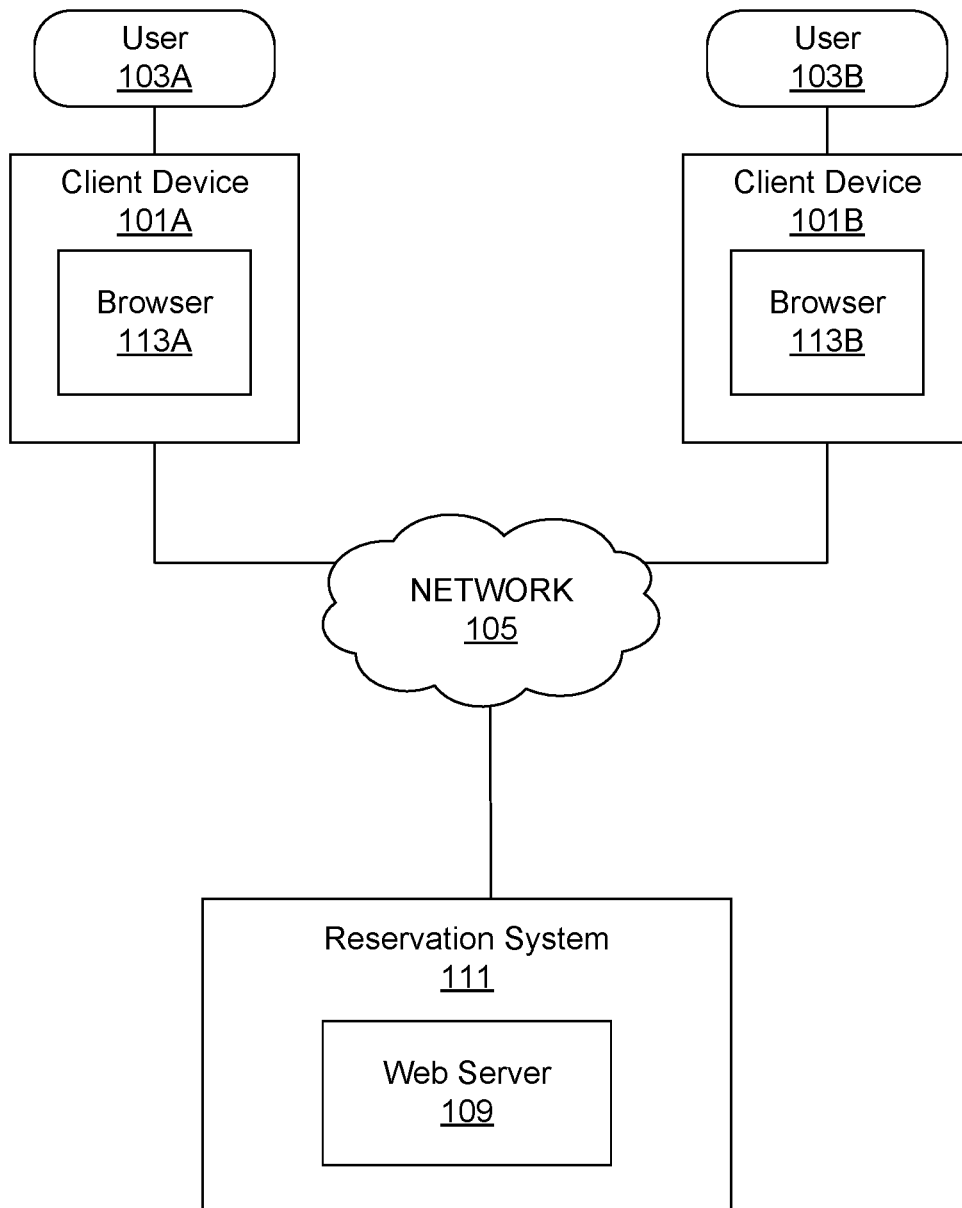 User
103A
User
103B
Client Device
101A
Client Device
101B
Browser
113A
Browser
113B
NETWORK
105
Reservation System
111
Web Server
109